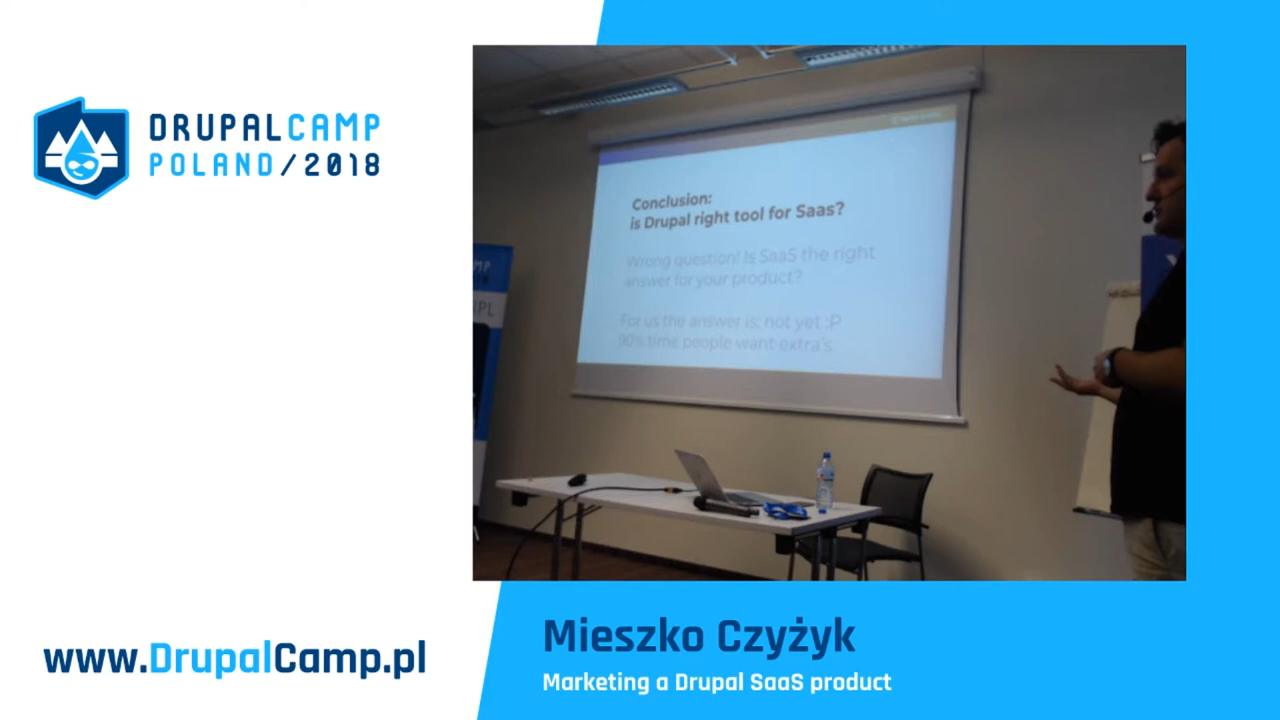 DRUPALCAMP
POLAND/2018
Conclusion:
is Drupal right tool for Saas?
Wrong question! Is SaaS the right
answer for your product?
For us the answer is: not yet :P
90% time people want extra's
MP
PL
www.DrupalCamp.pl
Mieszko Czyżyk
Marketing a Drupal SaaS product